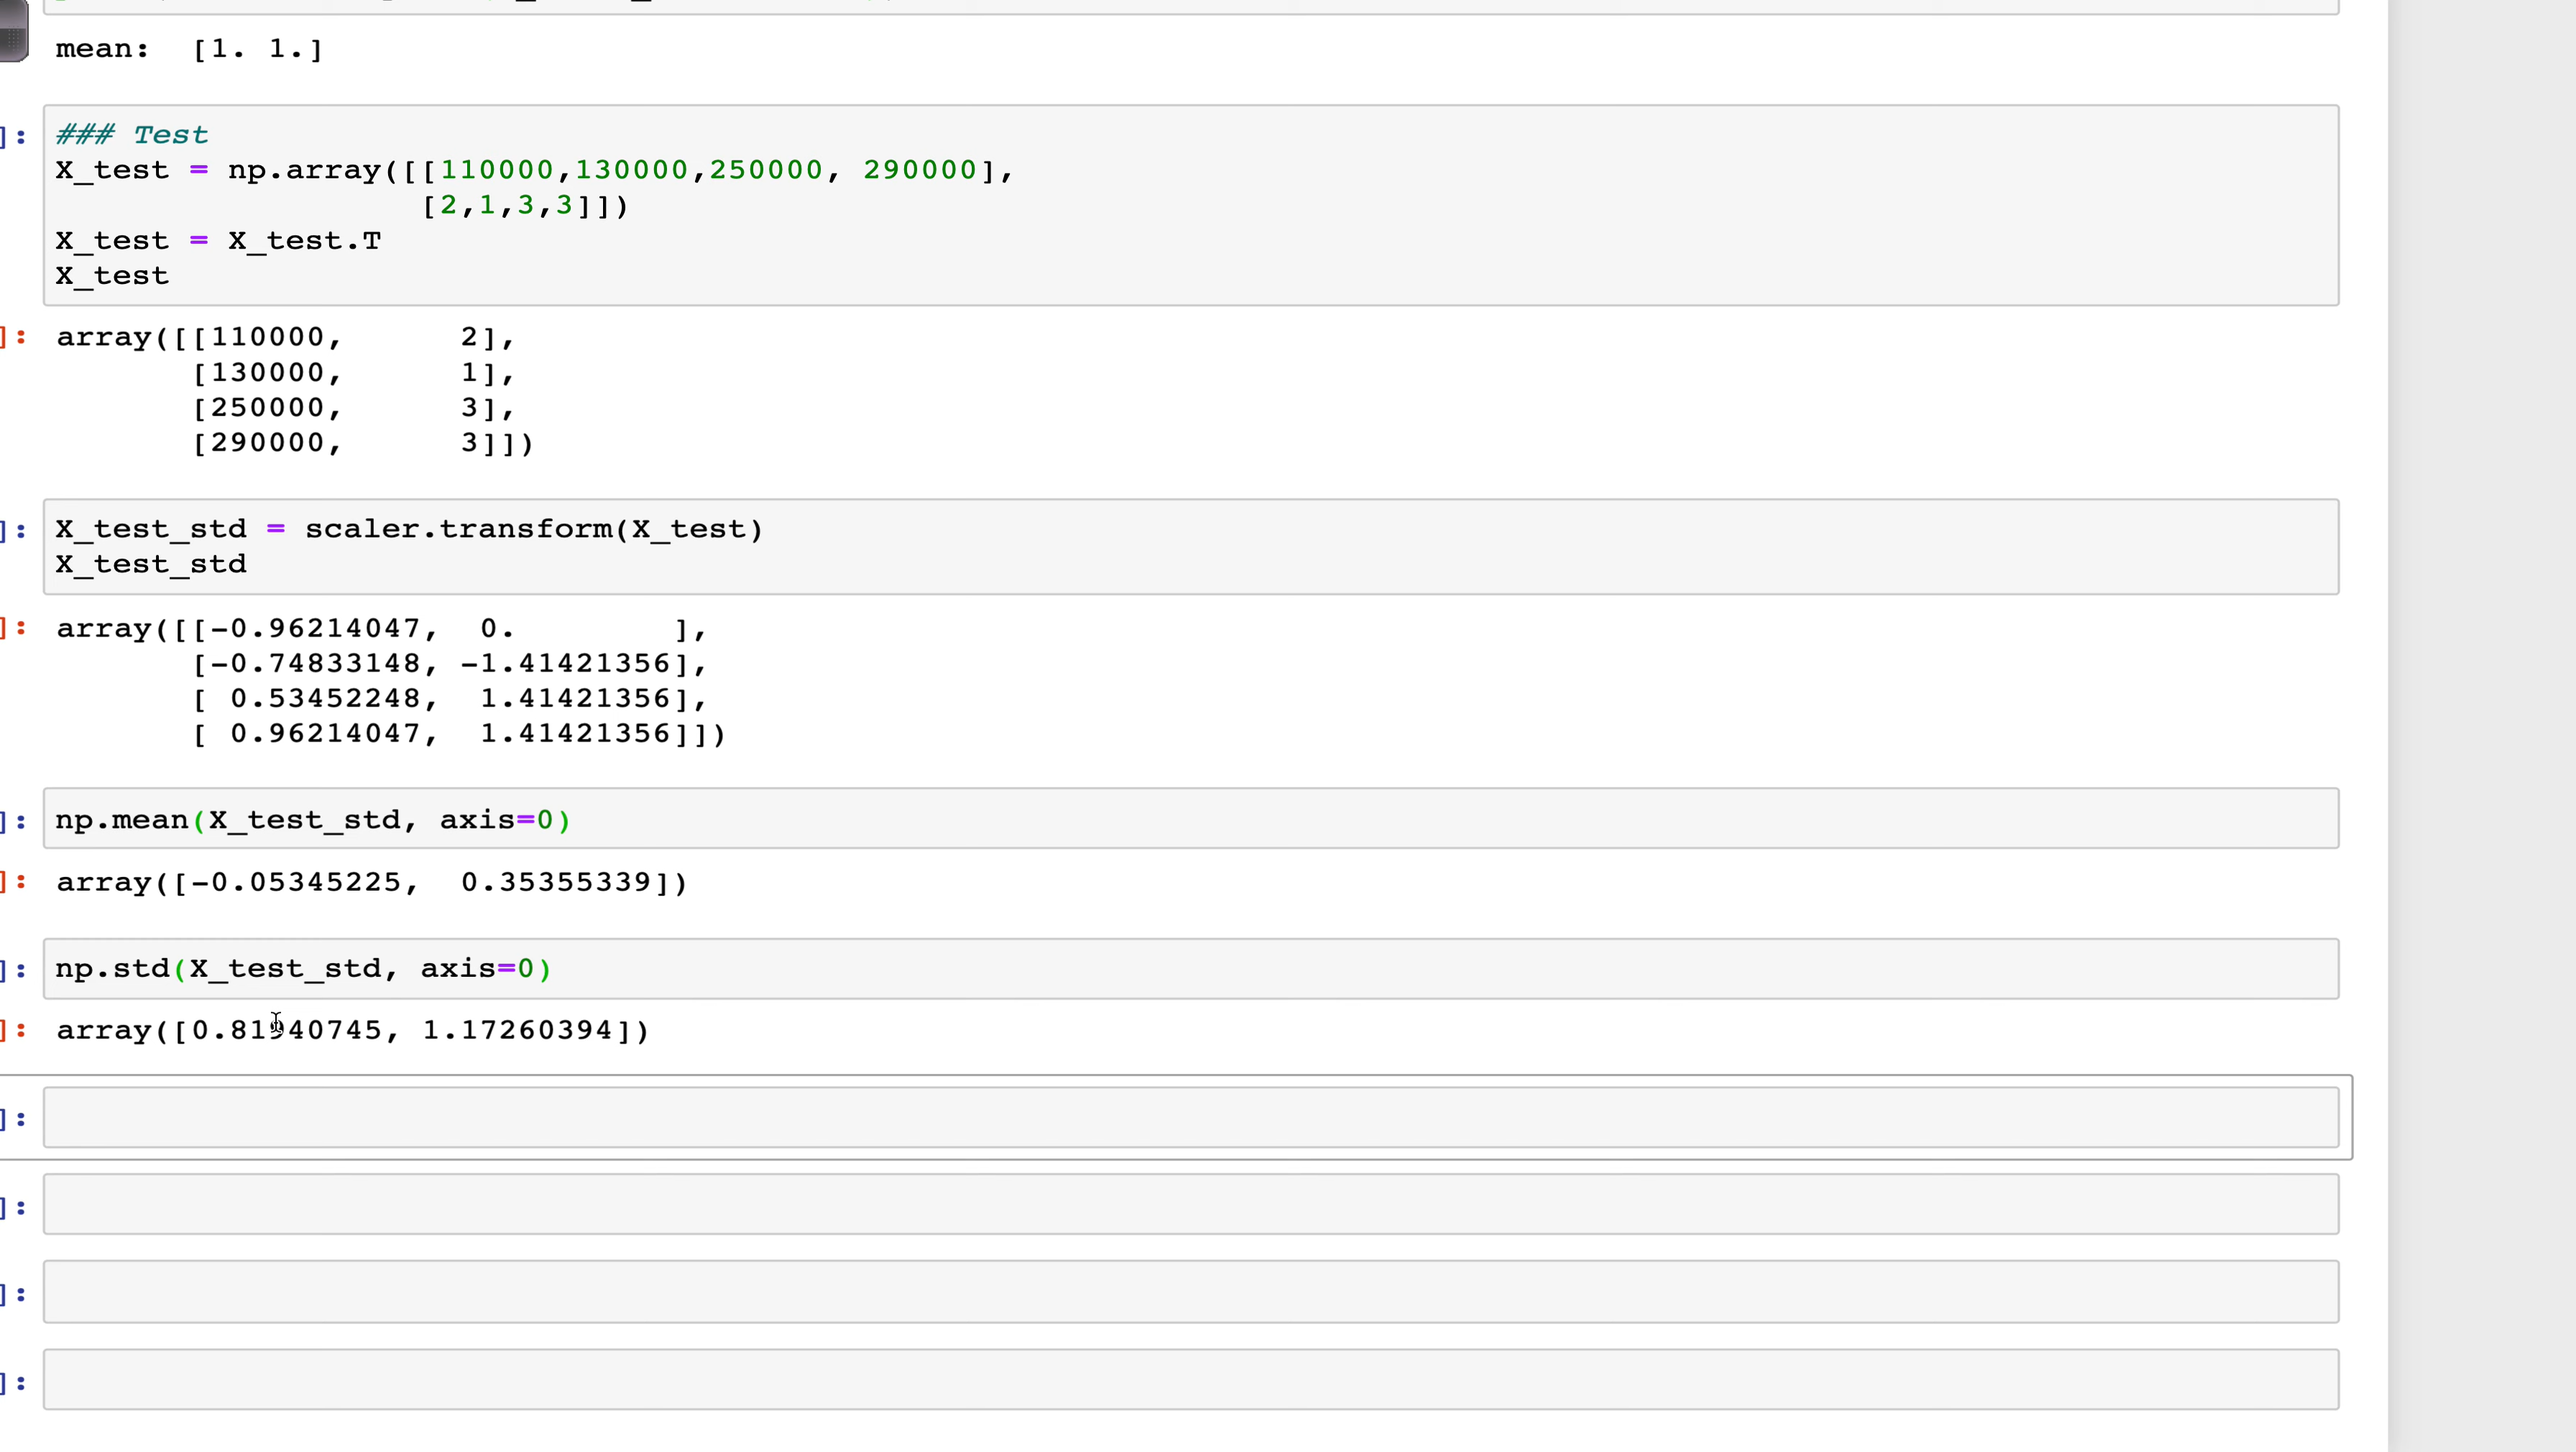 mean:  [1. 1.]
]:
### Test
X_test = np.array([[110000,130000,250000, 290000],
                   [2,1,3,3]])
X_test = X_test.T
X_test
]:
array([[110000,      2],
       [130000,      1],
       [250000,      3],
       [290000,      3]])
]:
X_test_std = scaler.transform(X_test)
X_test_std
]:
array([[-0.96214047,  0.        ],
       [-0.74833148, -1.41421356],
       [ 0.53452248,  1.41421356],
       [ 0.96214047,  1.41421356]])
]:
np.mean(X_test_std, axis=0)
]:
array([-0.05345225,  0.35355339])
]:
np.std(X_test_std, axis=0)
]:
array([0.81940745, 1.17260394])
]:
]:
]:
]: